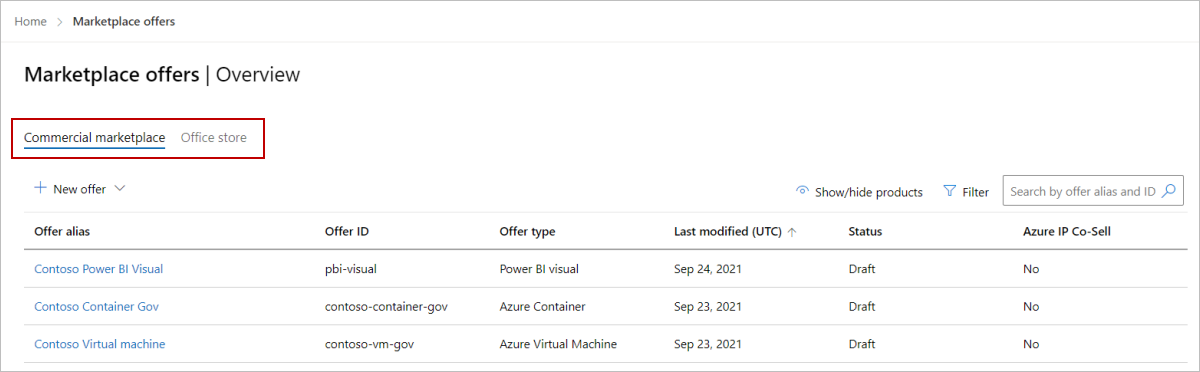 Home > Marketplace offers
Marketplace offers | Overview
Commercial marketplace Office store
+ New offer Show/hide products Filter Search by offer alias and ID
Offer alias Offer ID Offer type Last modified (UTC) ↑ Status Azure IP Co-Sell
Contoso Power BI Visual pbi-visual Power BI visual Sep 24, 2021 Draft No
Contoso Container Gov contoso-container-gov Azure Container Sep 23, 2021 Draft No
Contoso Virtual machine contoso-vm-gov Azure Virtual Machine Sep 23, 2021 Draft No